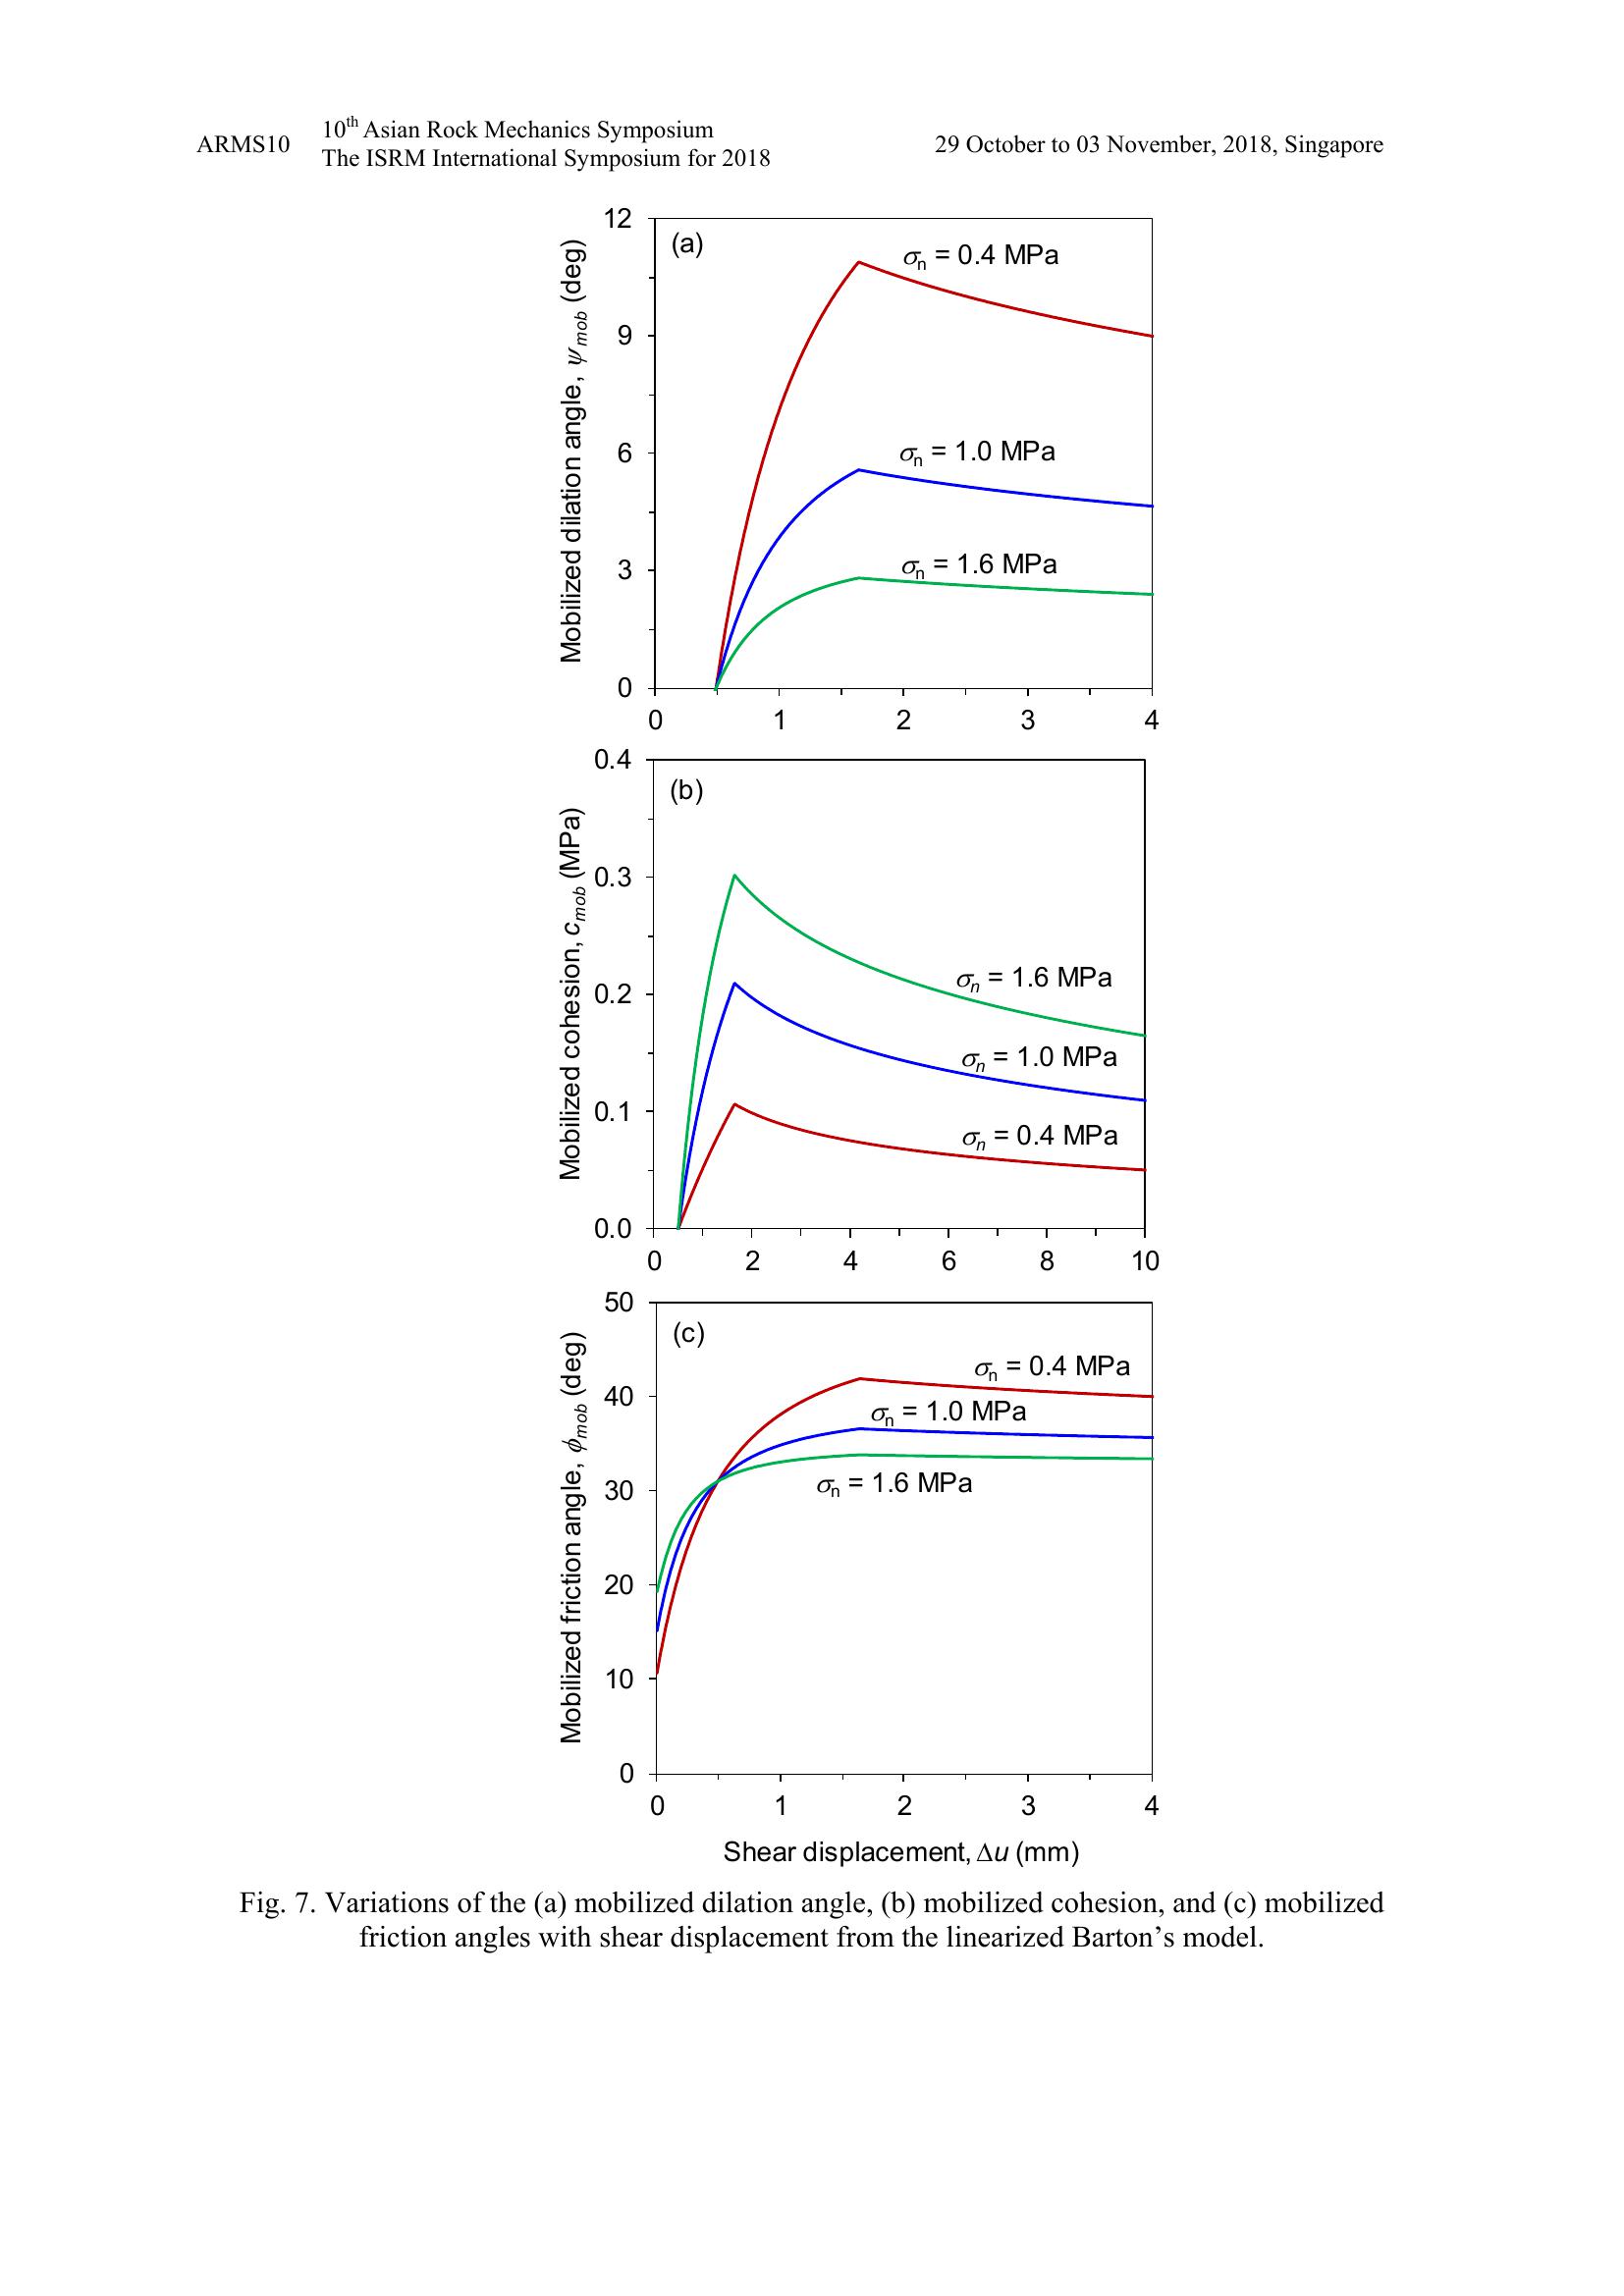 ARMS10
10th Asian Rock Mechanics Symposium
The ISRM International Symposium for 2018
29 October to 03 November, 2018, Singapore
(a)
σn = 0.4 MPa
σn = 1.0 MPa
σn = 1.6 MPa
Mobilized dilation angle, ψmob (deg)
12
9
6
3
0
0 1 2 3 4
(b)
σn = 1.6 MPa
σn = 1.0 MPa
σn = 0.4 MPa
Mobilized cohesion, cmob (MPa)
0.4
0.3
0.2
0.1
0.0
0 2 4 6 8 10
(c)
σn = 0.4 MPa
σn = 1.0 MPa
σn = 1.6 MPa
Mobilized friction angle, ϕmob (deg)
50
40
30
20
10
0
0 1 2 3 4
Shear displacement, Δu (mm)
Fig. 7. Variations of the (a) mobilized dilation angle, (b) mobilized cohesion, and (c) mobilized
friction angles with shear displacement from the linearized Barton’s model.